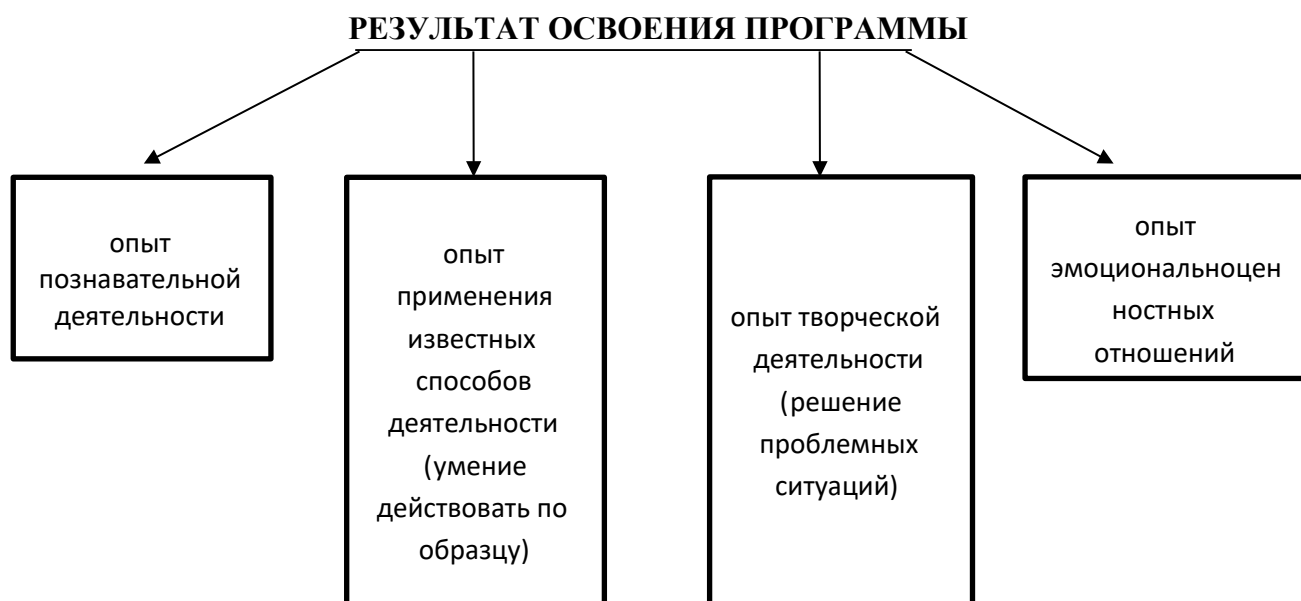 РЕЗУЛЬТАТ ОСВОЕНИЯ ПРОГРАММЫ
опыт
познавательной
деятельности
опыт
применения
известных
способов
деятельности
(умение
действовать по
образцу)
опыт творческой
деятельности
(решение
проблемных
ситуаций)
опыт
эмоциональноцен
ностных
отношений